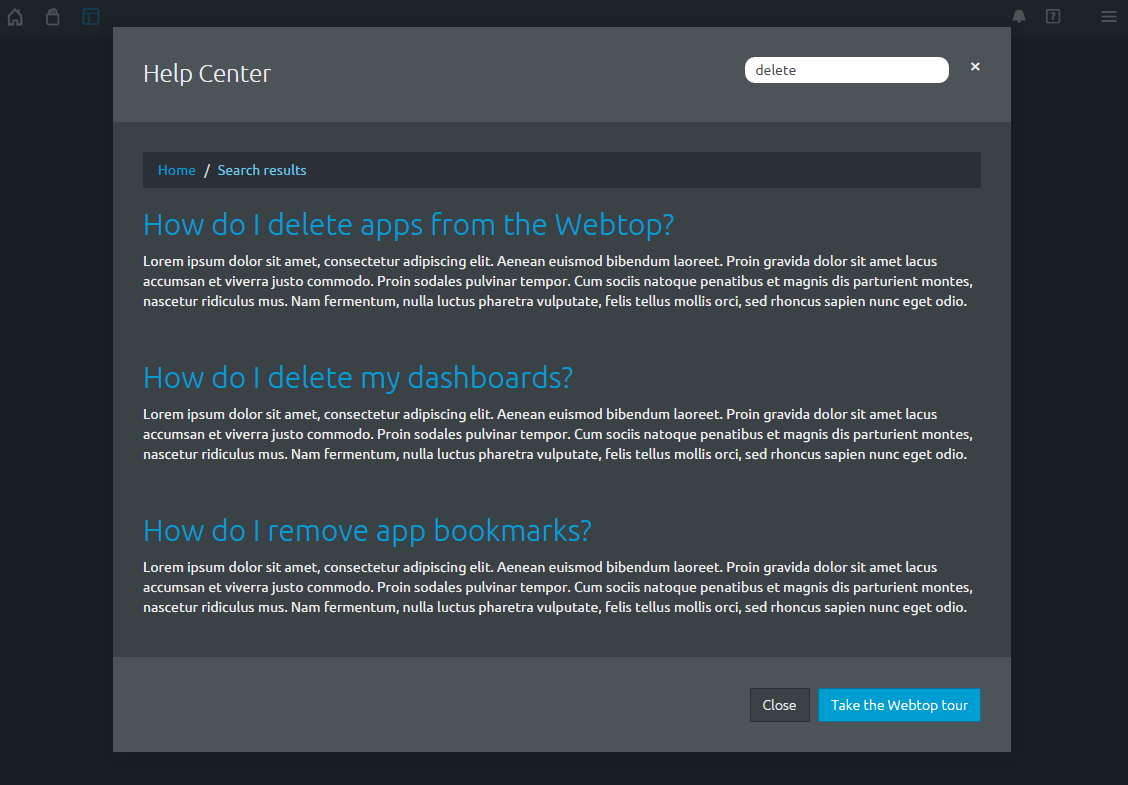 Help Center
delete
×
Home / Search results
How do I delete apps from the Webtop?
Lorem ipsum dolor sit amet, consectetur adipiscing elit. Aenean euismod bibendum laoreet. Proin gravida dolor sit amet lacus
accumsan et viverra justo commodo. Proin sodales pulvinar tempor. Cum sociis natoque penatibus et magnis dis parturient montes,
nascetur ridiculus mus. Nam fermentum, nulla luctus pharetra vulputate, felis tellus mollis orci, sed rhoncus sapien nunc eget odio.
How do I delete my dashboards?
Lorem ipsum dolor sit amet, consectetur adipiscing elit. Aenean euismod bibendum laoreet. Proin gravida dolor sit amet lacus
accumsan et viverra justo commodo. Proin sodales pulvinar tempor. Cum sociis natoque penatibus et magnis dis parturient montes,
nascetur ridiculus mus. Nam fermentum, nulla luctus pharetra vulputate, felis tellus mollis orci, sed rhoncus sapien nunc eget odio.
How do I remove app bookmarks?
Lorem ipsum dolor sit amet, consectetur adipiscing elit. Aenean euismod bibendum laoreet. Proin gravida dolor sit amet lacus
accumsan et viverra justo commodo. Proin sodales pulvinar tempor. Cum sociis natoque penatibus et magnis dis parturient montes,
nascetur ridiculus mus. Nam fermentum, nulla luctus pharetra vulputate, felis tellus mollis orci, sed rhoncus sapien nunc eget odio.
Close
Take the Webtop tour